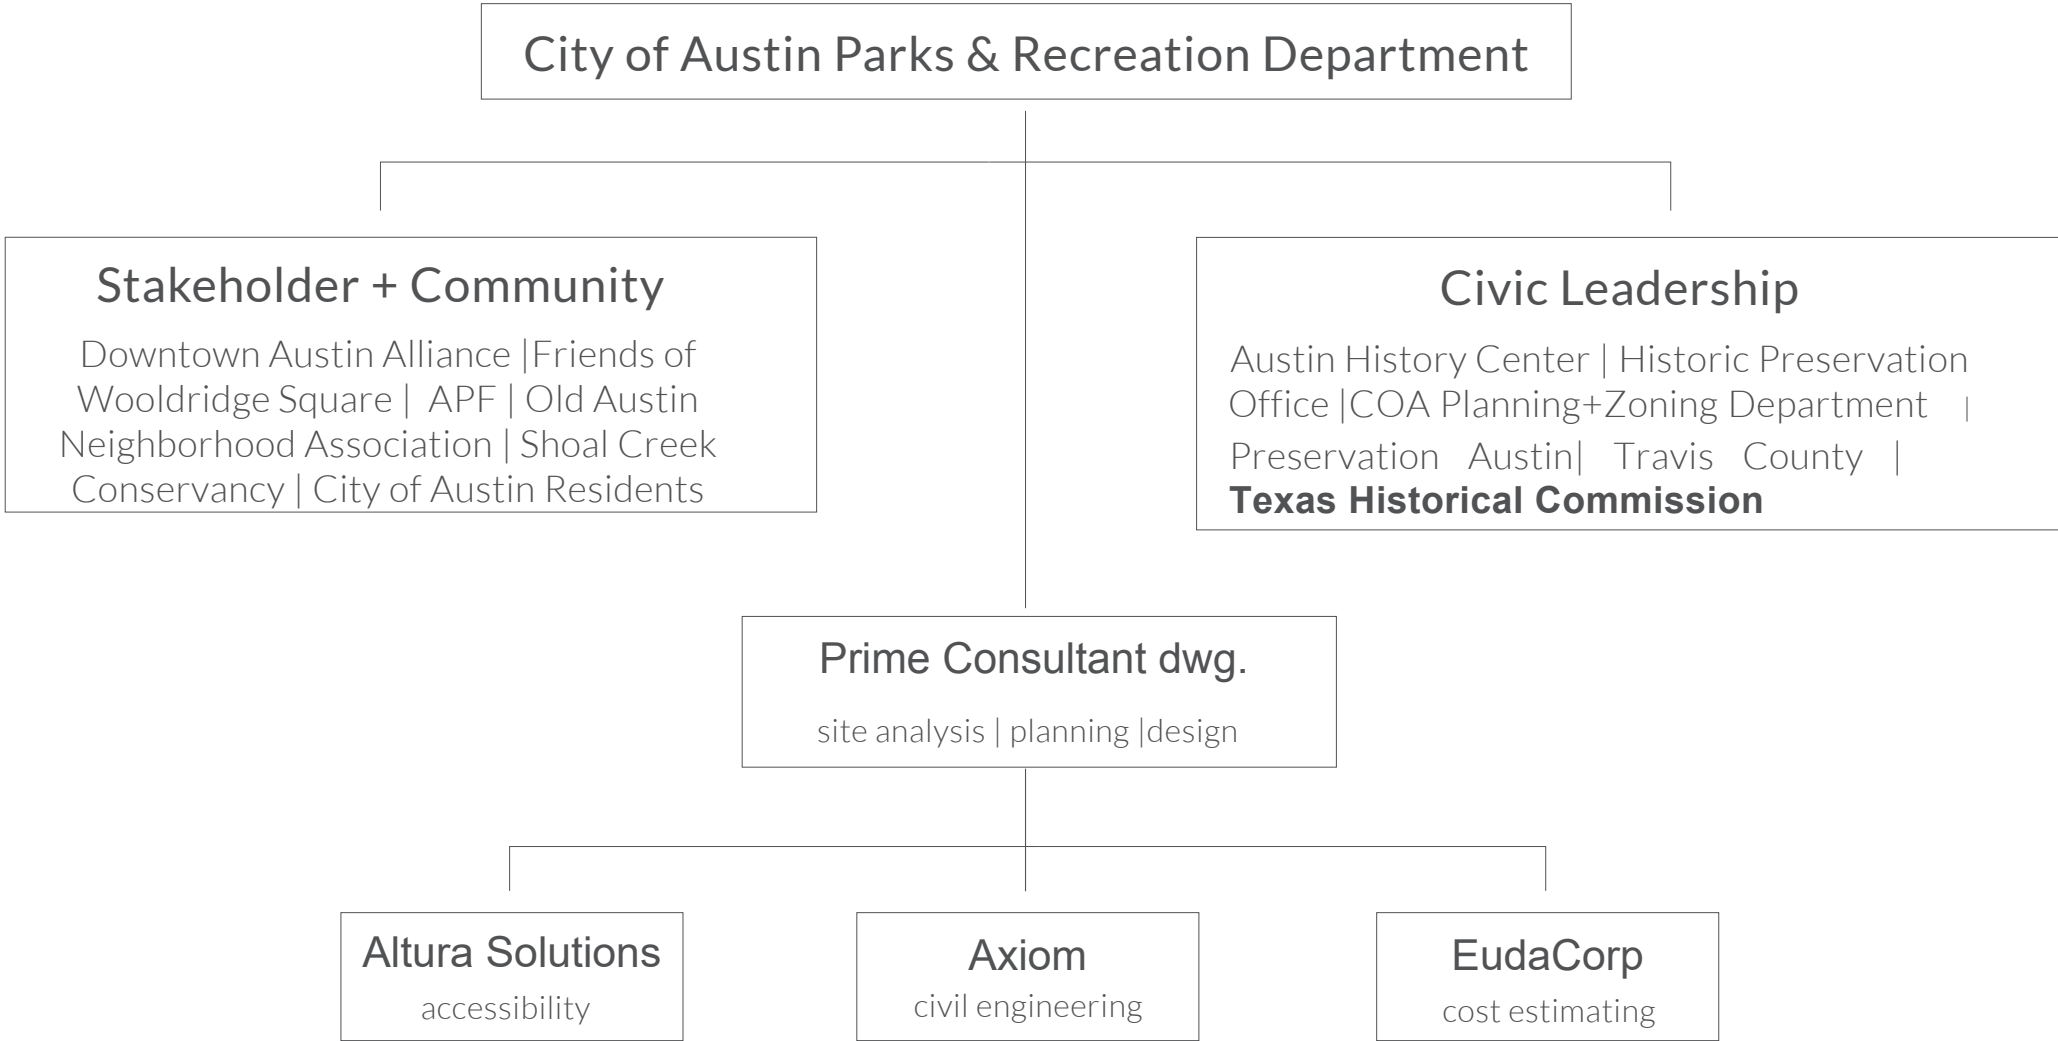 City of Austin Parks & Recreation Department
Stakeholder + Community
Downtown Austin Alliance |Friends of
Wooldridge Square | APF | Old Austin
Neighborhood Association | Shoal Creek
Conservancy | City of Austin Residents
Civic Leadership
Austin History Center | Historic Preservation
Office |COA Planning+Zoning Department |
Preservation Austin| Travis County |
Texas Historical Commission
Prime Consultant dwg.
site analysis | planning |design
Altura Solutions
accessibility
Axiom
civil engineering
EudaCorp
cost estimating